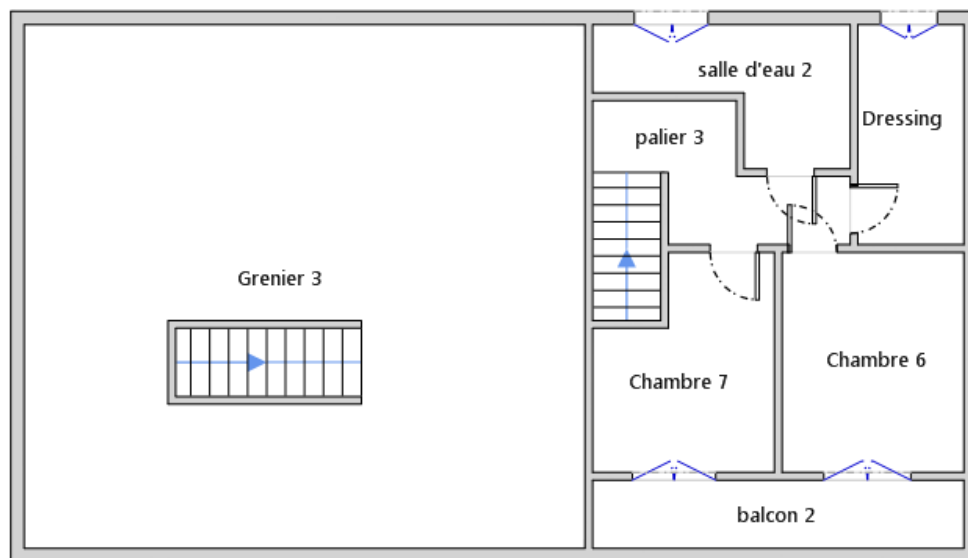 salle d'eau 2
Dressing
palier 3
Grenier 3
Chambre 6
Chambre 7
balcon 2